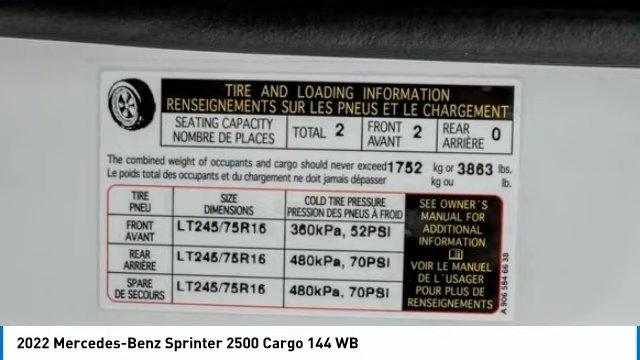 TIRE AND LOADING INFORMATION
RENSEIGNEMENTS SUR LES PNEUS ET LE CHARGEMENT
SEATING CAPACITY
NOMBRE DE PLACES
TOTAL 2
FRONT
AVANT 2
REAR
ARRIÈRE 0
The combined weight of occupants and cargo should never exceed 1752 kg or 3863 lbs.
Le poids total des occupants et du chargement ne doit jamais dépasser kg ou lb.
TIRE
PNEU
SIZE
DIMENSIONS
COLD TIRE PRESSURE
PRESSION DES PNEUS À FROID
FRONT
AVANT
LT245/75R16
360kPa, 52PSI
REAR
ARRIÈRE
LT245/75R16
480kPa, 70PSI
SPARE
DE SECOURS
LT245/75R16
480kPa, 70PSI
SEE OWNER'S
MANUAL FOR
ADDITIONAL
INFORMATION
VOIR LE MANUEL
DE L'USAGER
POUR PLUS DE
RENSEIGNEMENTS
A 906 584 66 38
2022 Mercedes-Benz Sprinter 2500 Cargo 144 WB